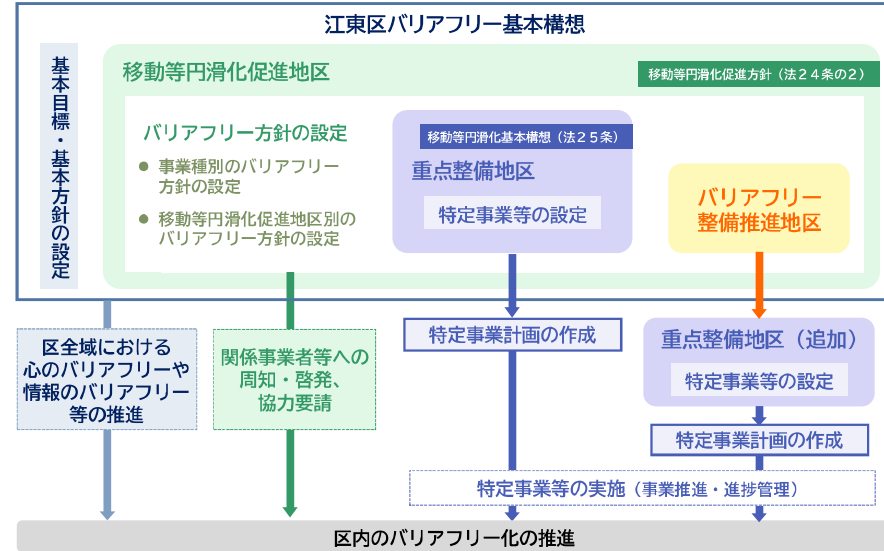 江東区バリアフリー基本構想
基本目標・基本方針の設定
移動等円滑化促進地区
移動等円滑化促進方針（法２４条の２）
バリアフリー方針の設定
● 事業種別のバリアフリー
方針の設定
● 移動等円滑化促進地区別の
バリアフリー方針の設定
移動等円滑化基本構想（法２５条）
重点整備地区
特定事業等の設定
バリアフリー
整備推進地区
区全域における
心のバリアフリーや
情報のバリアフリー
等の推進
関係事業者等への
周知・啓発、
協力要請
特定事業計画の作成
重点整備地区（追加）
特定事業等の設定
特定事業計画の作成
特定事業等の実施（事業推進・進捗管理）
区内のバリアフリー化の推進